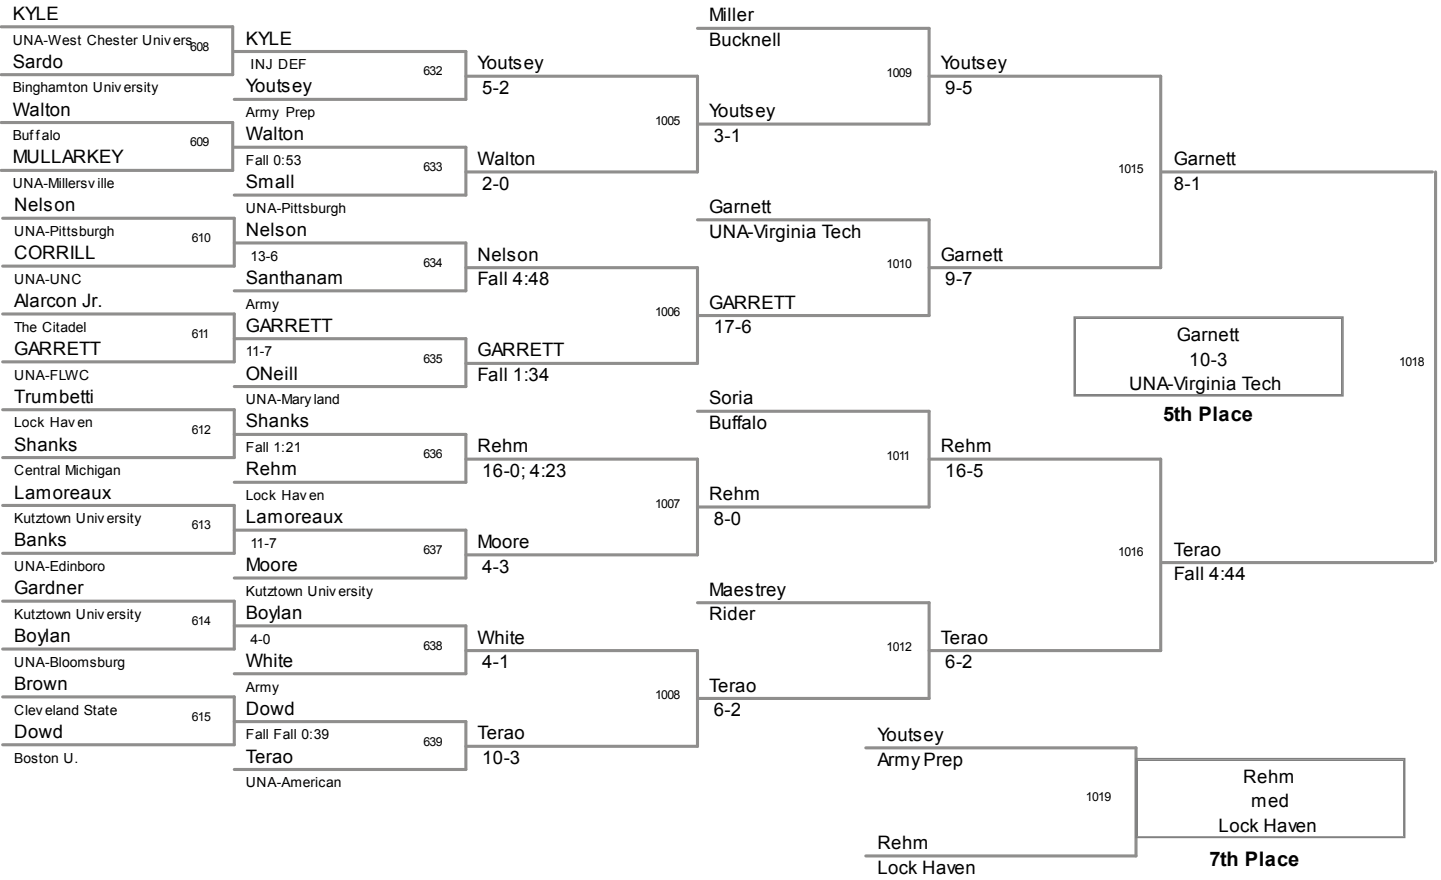 KYLE
UNA-West Chester Univers
608
Sardo
Binghamton University
Walton
Buffalo
609
MULLARKEY
UNA-Millersville
Nelson
UNA-Pittsburgh
610
CORRILL
UNA-UNC
Alarcon Jr.
The Citadel
611
GARRETT
UNA-FLWC
Trumbetti
Lock Haven
612
Shanks
Central Michigan
Lamoreaux
Kutztown University
613
Banks
UNA-Edinboro
Gardner
Kutztown University
614
Boylan
UNA-Bloomsburg
Brown
Cleveland State
615
Dowd
Boston U.
KYLE
INJ DEF
632
Youtsey
Army Prep
Walton
Fall 0:53
633
Small
UNA-Pittsburgh
Nelson
13-6
634
Santhanam
Army
GARRETT
11-7
635
ONeill
UNA-Maryland
Shanks
Fall 1:21
636
Rehm
Lock Haven
Lamoreaux
11-7
637
Moore
Kutztown University
Boylan
4-0
638
White
Army
Dowd
Fall Fall 0:39
639
Terao
UNA-American
Youtsey
5-2
1005
Walton
2-0
Nelson
Fall 4:48
1006
GARRETT
Fall 1:34
Rehm
16-0; 4:23
1007
Moore
4-3
White
4-1
1008
Terao
10-3
Miller
Bucknell
1009
Youtsey
3-1
Garnett
UNA-Virginia Tech
1010
GARRETT
17-6
Soria
Buffalo
1011
Rehm
8-0
Maestrey
Rider
1012
Terao
6-2
Youtsey
9-5
1015
Garnett
9-7
Rehm
16-5
1016
Terao
6-2
Garnett
8-1
1018
Terao
Fall 4:44
Garnett
10-3
UNA-Virginia Tech
5th Place
Youtsey
Army Prep
1019
Rehm
Lock Haven
Rehm
med
Lock Haven
7th Place